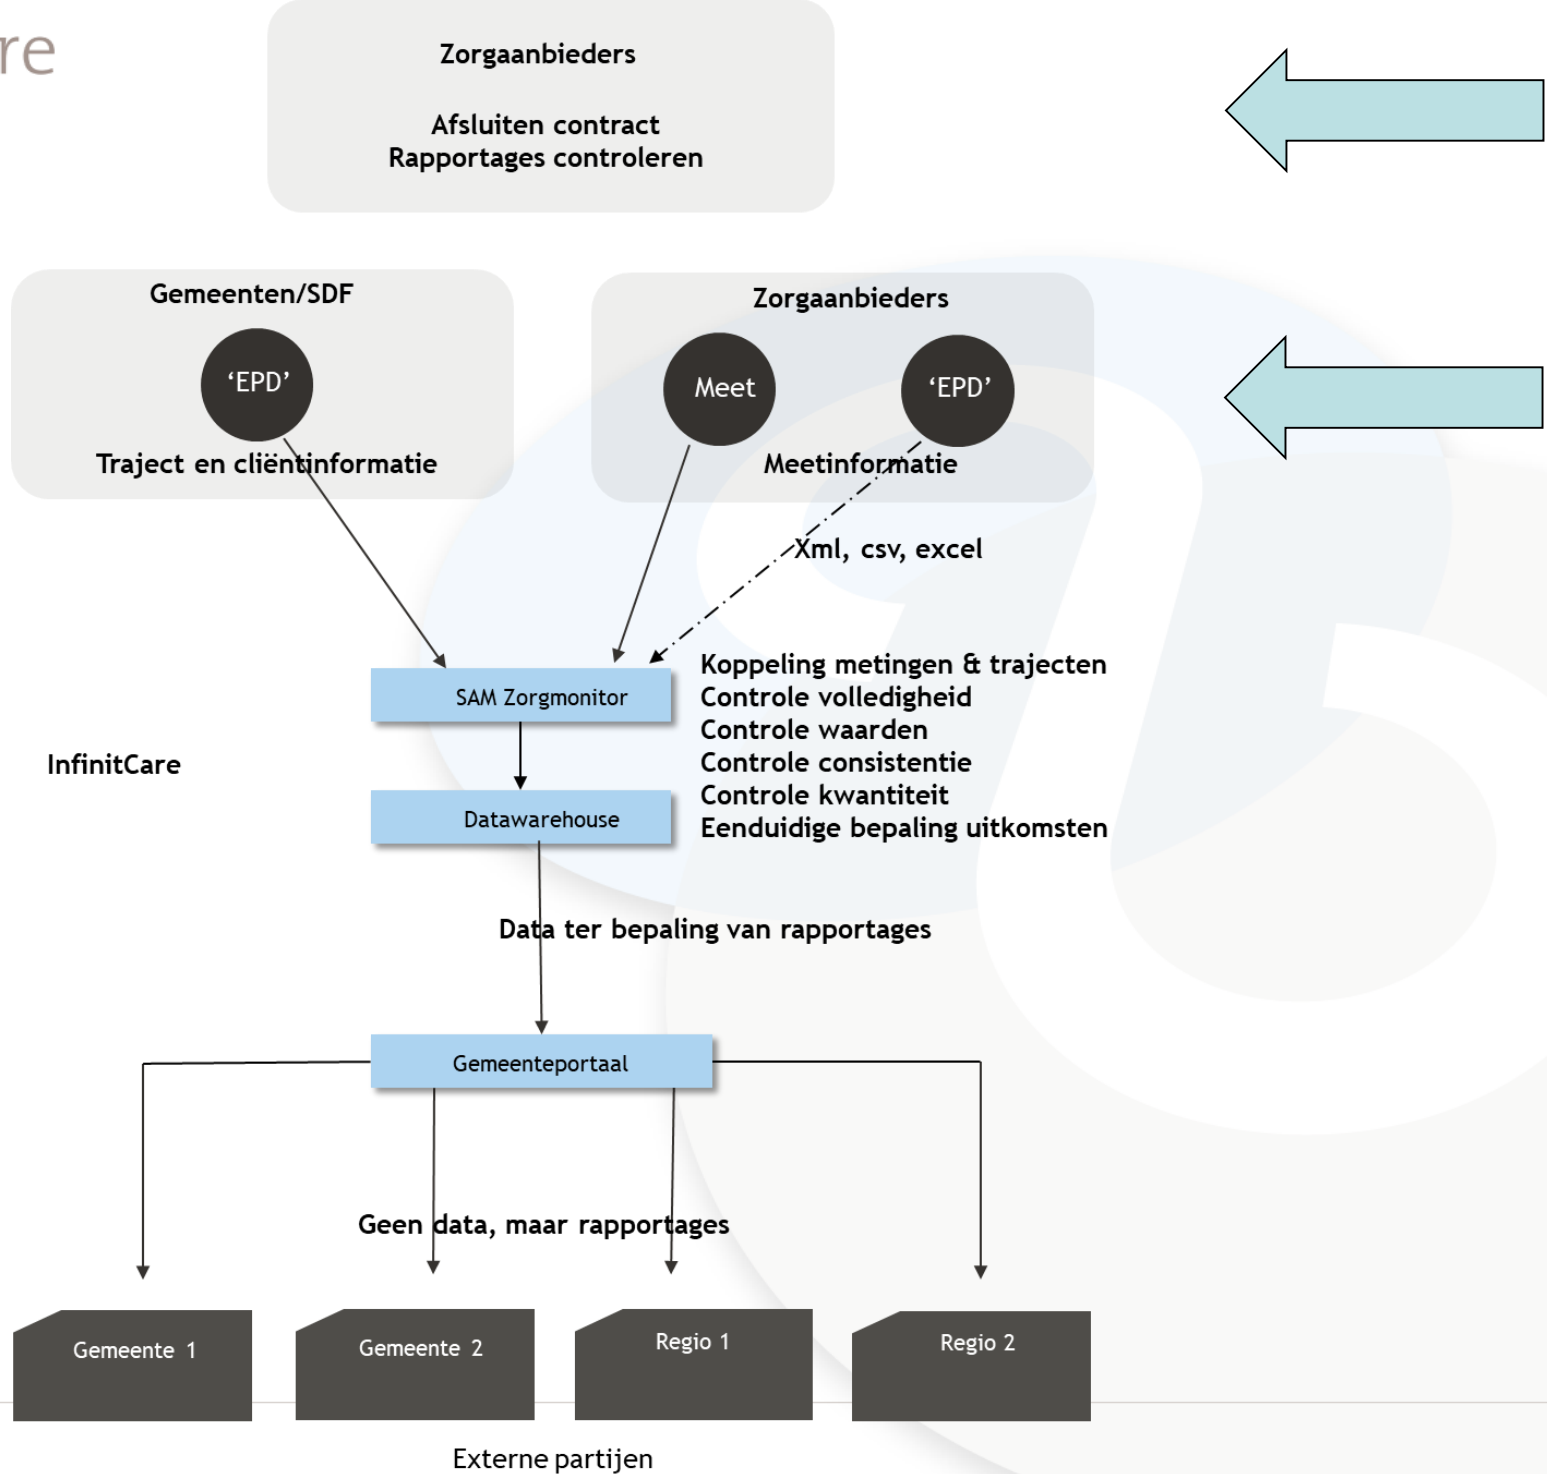 re
Zorgaanbieders
Afsluiten contract
Rapportages controleren
Gemeenten/SDF
‘EPD’
Traject en cliëntinformatie
Zorgaanbieders
Meet
‘EPD’
Meetinformatie
Xml, csv, excel
SAM Zorgmonitor
Koppeling metingen & trajecten
Controle volledigheid
Controle waarden
Controle consistentie
Controle kwantiteit
Eenduidige bepaling uitkomsten
InfinitCare
Datawarehouse
Data ter bepaling van rapportages
Gemeenteportaal
Geen data, maar rapportages
Gemeente 1
Gemeente 2
Regio 1
Regio 2
Externe partijen